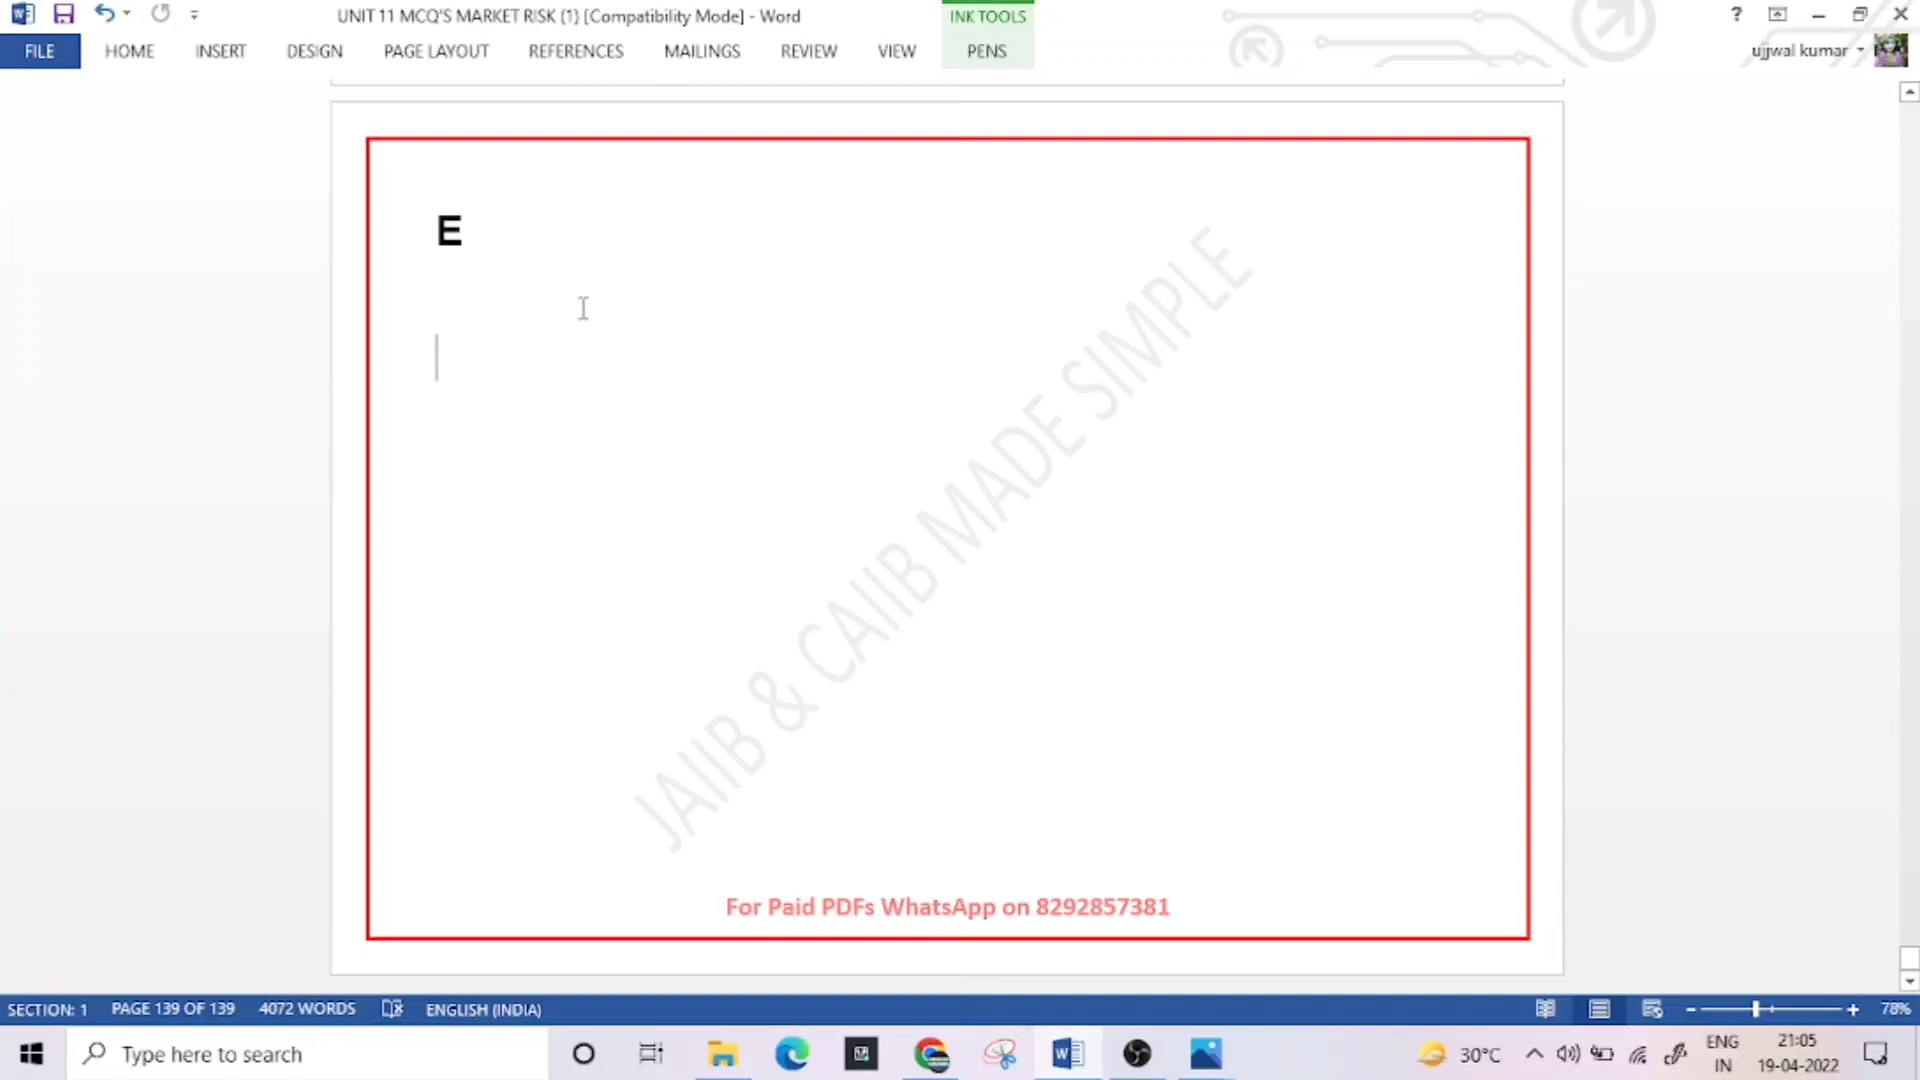 UNIT 11 MCQ'S MARKET RISK (1) [Compatibility Mode] - Word
INK TOOLS
?
FILE
HOME
INSERT
DESIGN
PAGE LAYOUT
REFERENCES
MAILINGS
REVIEW
VIEW
PENS
ujjwal kumar
E
JAIIB & CAIIB MADE SIMPLE
For Paid PDFs WhatsApp on 8292857381
SECTION: 1
PAGE 139 OF 139
4072 WORDS
ENGLISH (INDIA)
78%
Type here to search
30°C
ENG
IN
21:05
19-04-2022